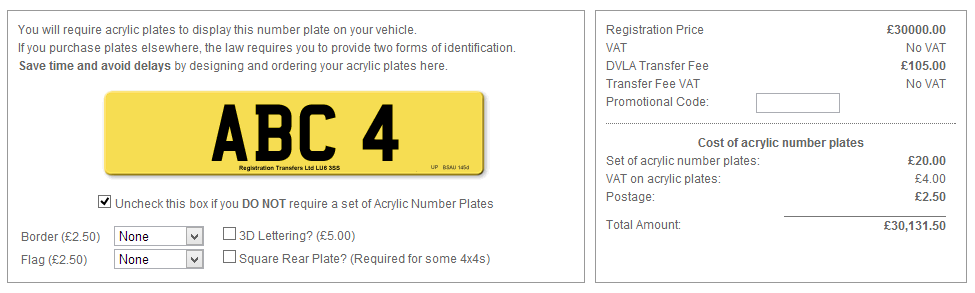 You will require acrylic plates to display this number plate on your vehicle.
If you purchase plates elsewhere, the law requires you to provide two forms of identification.
Save time and avoid delays by designing and ordering your acrylic plates here.
ABC 4
Registration Transfers Ltd LU6 3SS
UP BSAU 145d
Uncheck this box if you DO NOT require a set of Acrylic Number Plates
Border (£2.50) None 3D Lettering? (£5.00)
Flag (£2.50) None Square Rear Plate? (Required for some 4x4s)
Registration Price £30000.00
VAT No VAT
DVLA Transfer Fee £105.00
Transfer Fee VAT No VAT
Promotional Code:
Cost of acrylic number plates
Set of acrylic number plates: £20.00
VAT on acrylic plates: £4.00
Postage: £2.50
Total Amount: £30,131.50